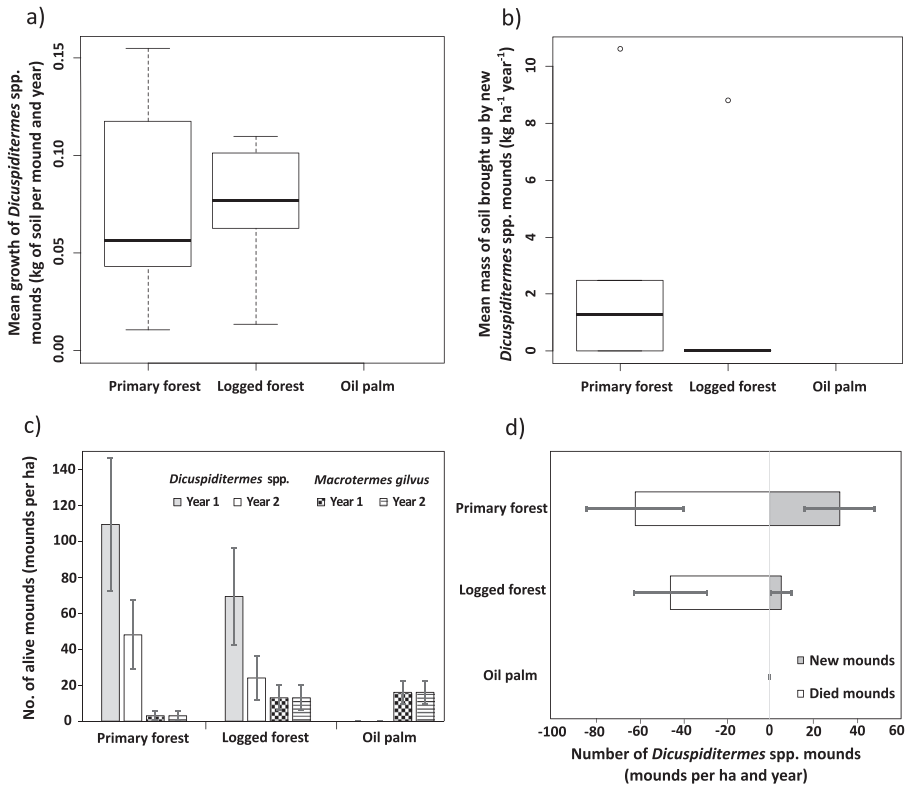 a)
Mean growth of Dicuspiditermes spp.
mounds (kg of soil per mound and year)
0.15
0.10
0.05
0.00
Primary forest Logged forest Oil palm
b)
Mean mass of soil brought up by new
Dicuspiditermes spp. mounds (kg ha-1 year-1)
10
8
6
4
2
0
Primary forest Logged forest Oil palm
c)
No. of alive mounds (mounds per ha)
140
120
100
80
60
40
20
0
Dicuspiditermes spp. Macrotermes gilvus
Year 1 Year 2 Year 1 Year 2
Primary forest Logged forest Oil palm
d)
Primary forest
Logged forest
Oil palm
New mounds
Died mounds
-100 -80 -60 -40 -20 0 20 40 60
Number of Dicuspiditermes spp. mounds
(mounds per ha and year)